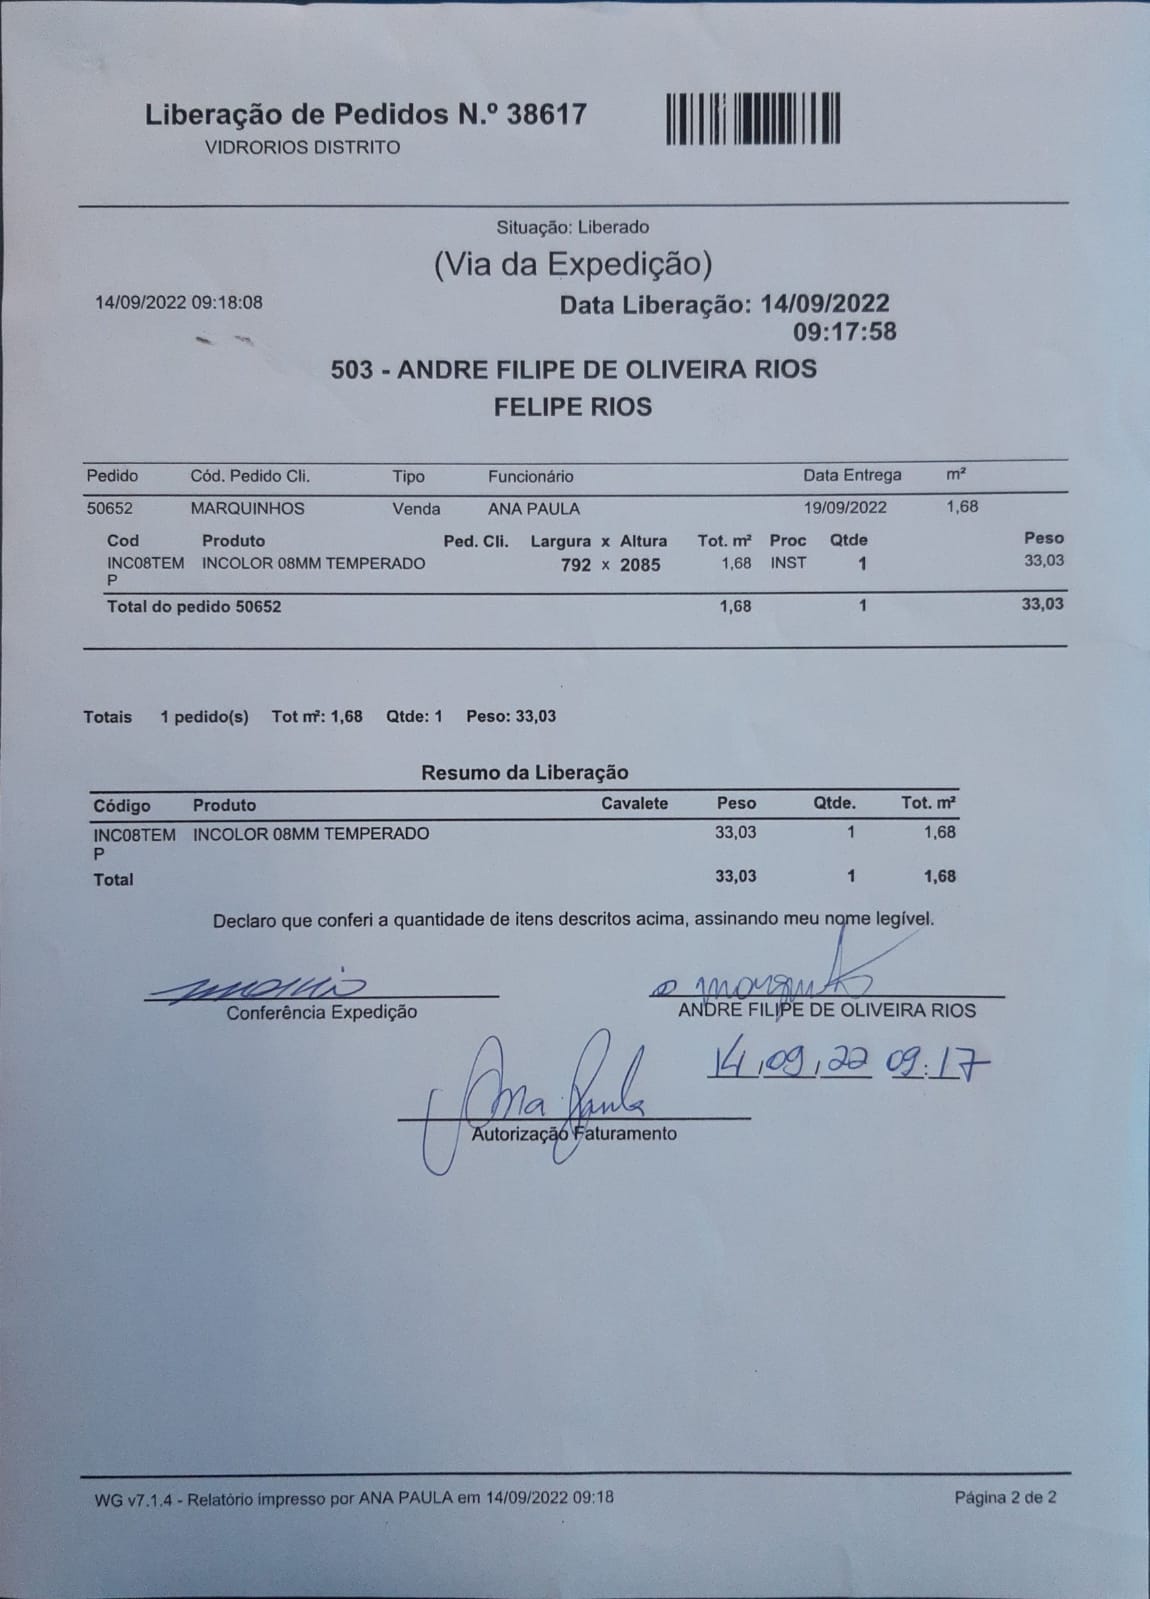 Liberação de Pedidos N.º 38617
VIDRORIOS DISTRITO
Situação: Liberado
(Via da Expedição)
14/09/2022 09:18:08
Data Liberação: 14/09/2022
09:17:58
503 - ANDRE FILIPE DE OLIVEIRA RIOS
FELIPE RIOS
Pedido Cód. Pedido Cli. Tipo Funcionário Data Entrega m²
50652 MARQUINHOS Venda ANA PAULA 19/09/2022 1,68
Cod Produto Ped. Cli. Largura x Altura Tot. m² Proc Qtde Peso
INC08TEM INCOLOR 08MM TEMPERADO 792 x 2085 1,68 INST 1 33,03
P
Total do pedido 50652 1,68 1 33,03
Totais 1 pedido(s) Tot m²: 1,68 Qtde: 1 Peso: 33,03
Resumo da Liberação
Código Produto Cavalete Peso Qtde. Tot. m²
INC08TEM INCOLOR 08MM TEMPERADO 33,03 1 1,68
P
Total 33,03 1 1,68
Declaro que conferi a quantidade de itens descritos acima, assinando meu nome legível.
Conferência Expedição
ANDRE FILIPE DE OLIVEIRA RIOS
14,09,22 09:17
Ana Paula
Autorização Faturamento
WG v7.1.4 - Relatório impresso por ANA PAULA em 14/09/2022 09:18
Página 2 de 2